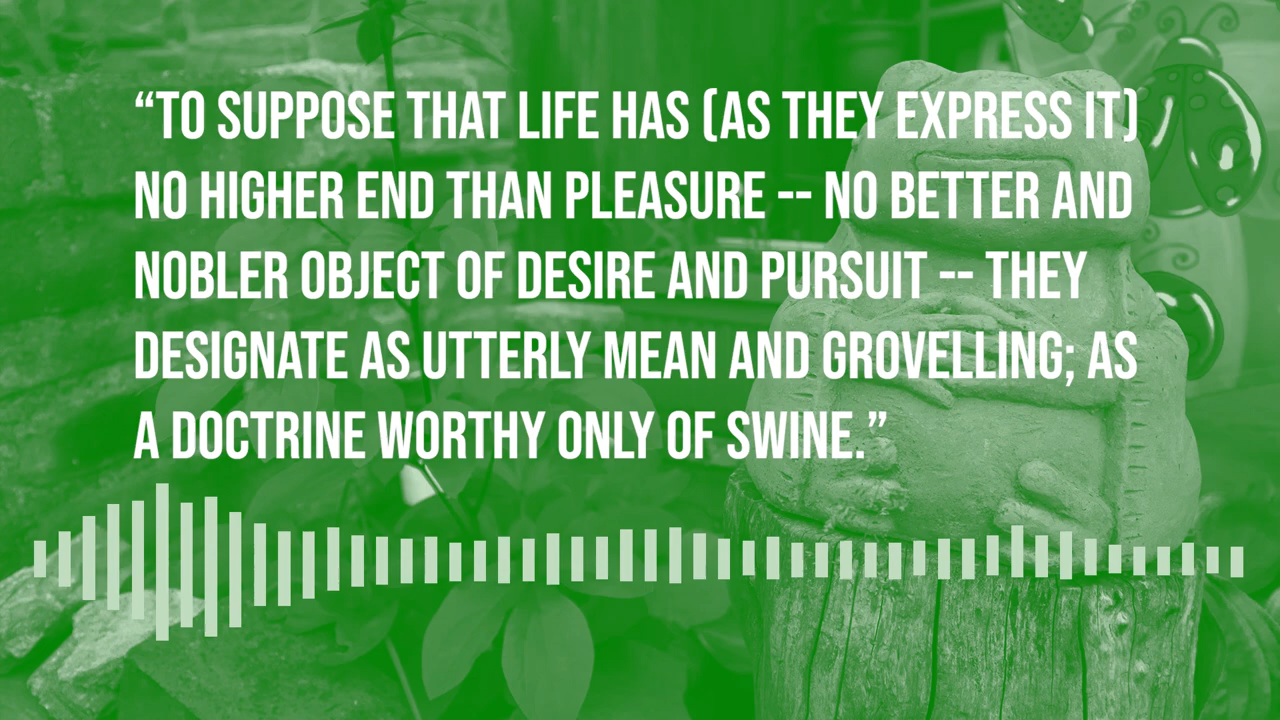 “TO SUPPOSE THAT LIFE HAS (AS THEY EXPRESS IT)
NO HIGHER END THAN PLEASURE -- NO BETTER AND
NOBLER OBJECT OF DESIRE AND PURSUIT -- THEY
DESIGNATE AS UTTERLY MEAN AND GROVELLING; AS
A DOCTRINE WORTHY ONLY OF SWINE.”